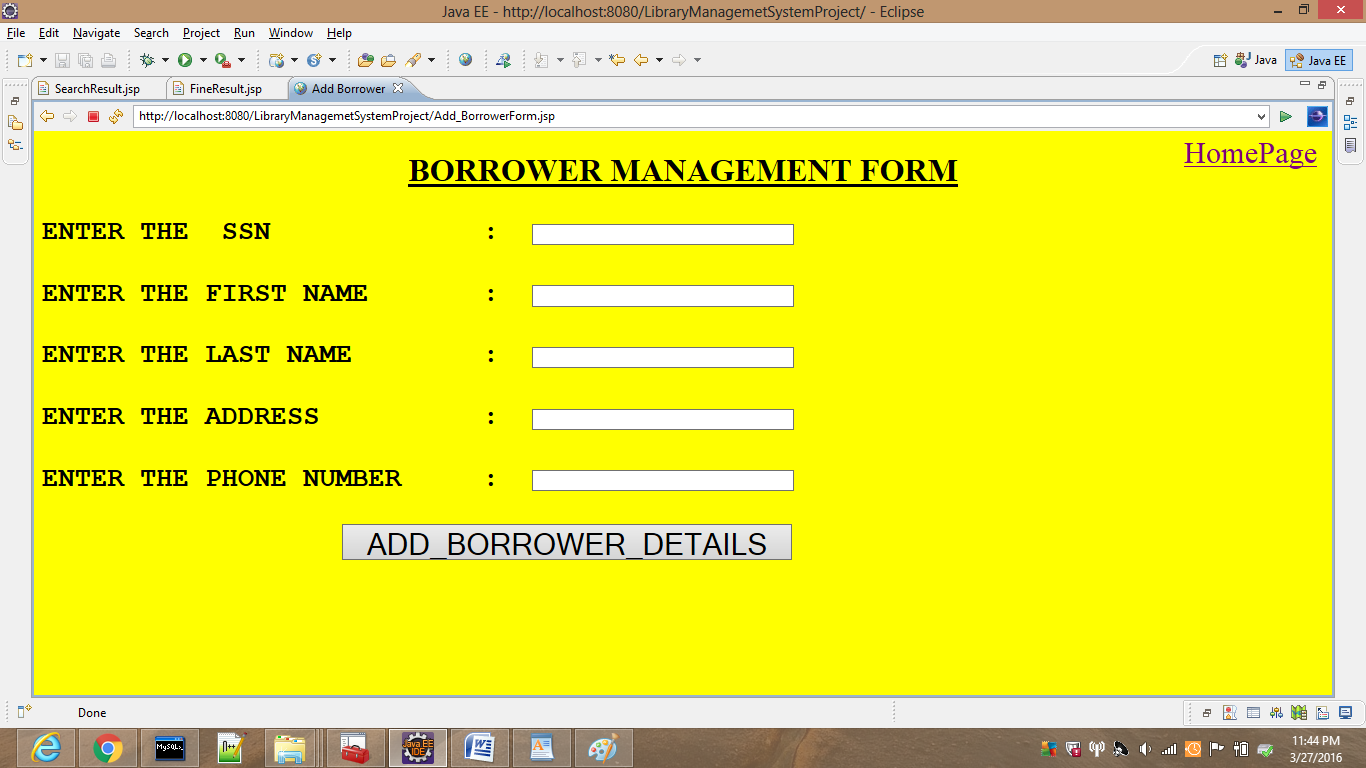 Java EE - http://localhost:8080/LibraryManagemetSystemProject/ - Eclipse
File Edit Navigate Search Project Run Window Help
Java Java EE
SearchResult.jsp FineResult.jsp Add Borrower
http://localhost:8080/LibraryManagemetSystemProject/Add_BorrowerForm.jsp
HomePage
BORROWER MANAGEMENT FORM
ENTER THE SSN :
ENTER THE FIRST NAME :
ENTER THE LAST NAME :
ENTER THE ADDRESS :
ENTER THE PHONE NUMBER :
ADD_BORROWER_DETAILS
Done
Java EE
IDE
11:44 PM
3/27/2016